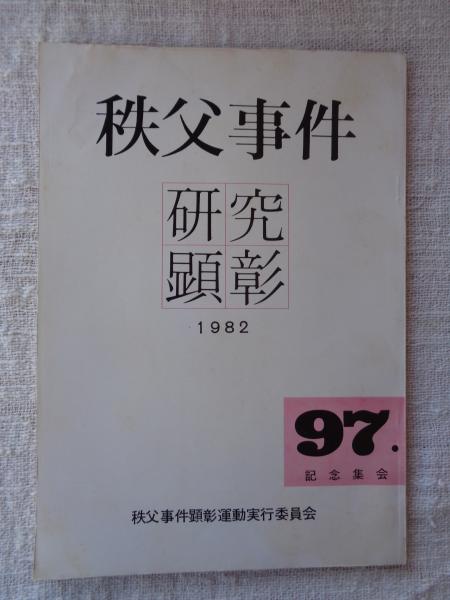 秩父事件
研究
顕彰
1982
97.
記念集会
秩父事件顕彰運動実行委員会